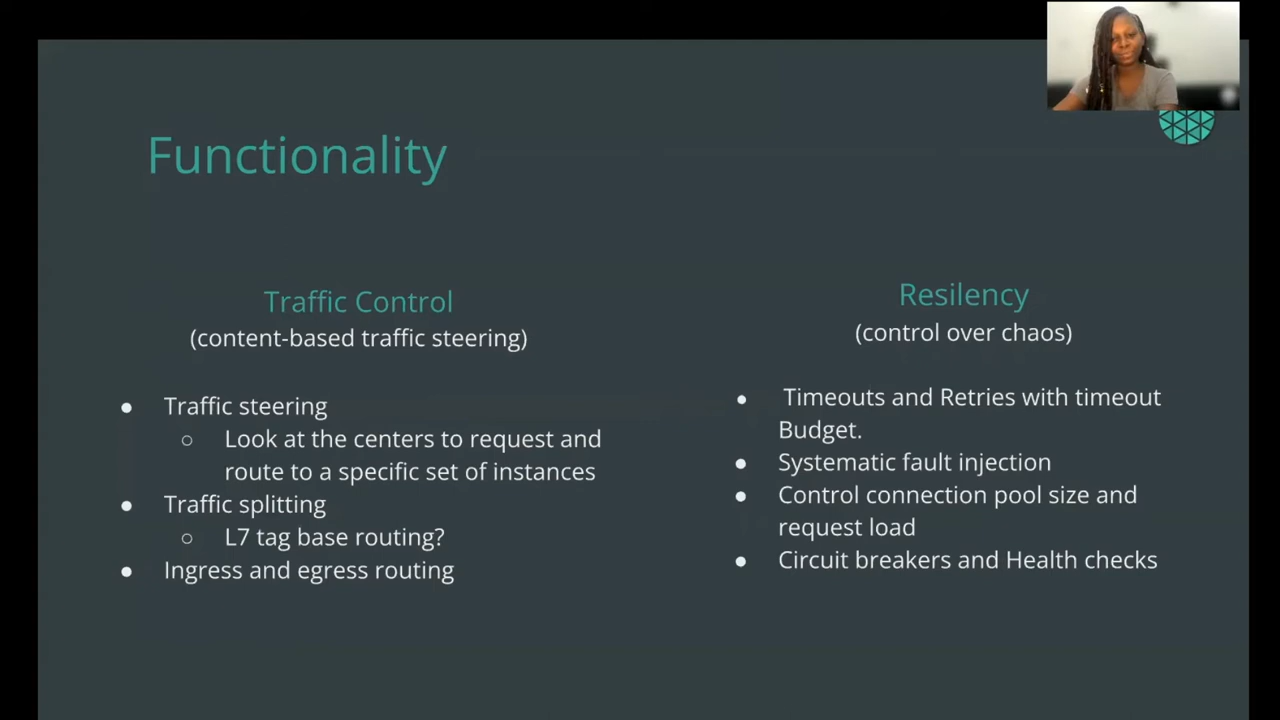 Functionality
Traffic Control
(content-based traffic steering)
● Traffic steering
○ Look at the centers to request and
route to a specific set of instances
● Traffic splitting
○ L7 tag base routing?
● Ingress and egress routing
Resilency
(control over chaos)
● Timeouts and Retries with timeout
Budget.
● Systematic fault injection
● Control connection pool size and
request load
● Circuit breakers and Health checks